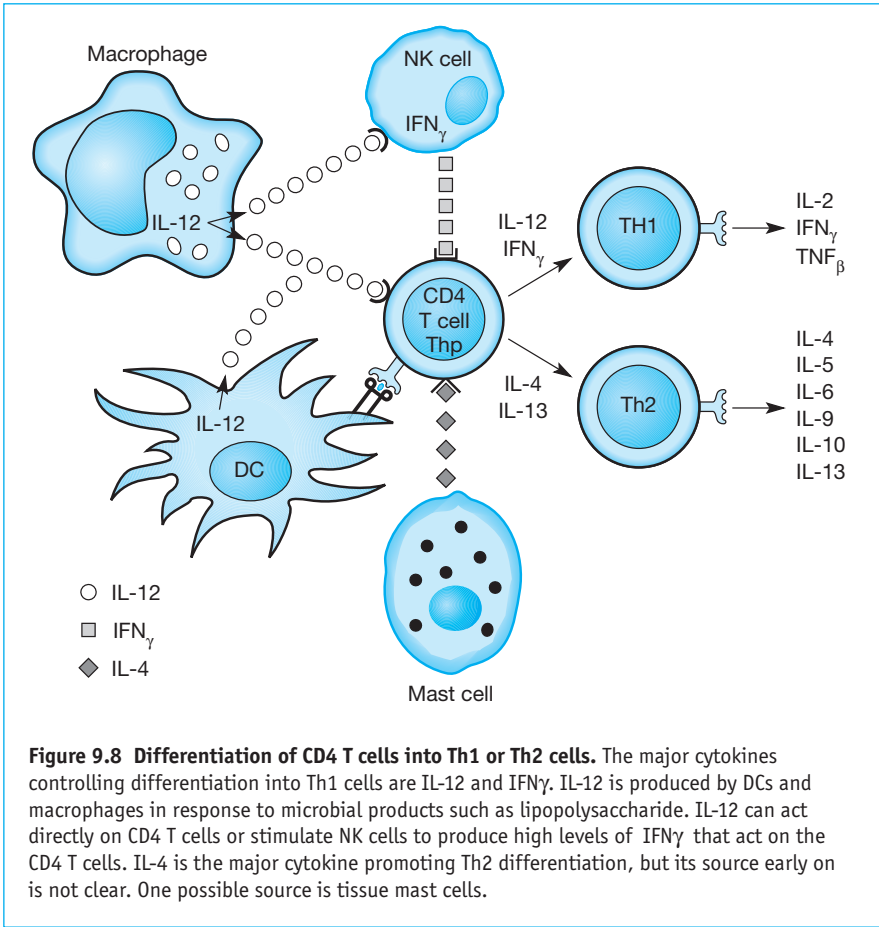 Macrophage
NK cell
IFNγ
IL-12
IL-12
IFNγ
TH1
IL-2
IFNγ
TNFβ
CD4
T cell
Thp
IL-4
IL-13
Th2
IL-4
IL-5
IL-6
IL-9
IL-10
IL-13
IL-12
DC
IL-12
IFNγ
IL-4
Mast cell
Figure 9.8 Differentiation of CD4 T cells into Th1 or Th2 cells. The major cytokines
controlling differentiation into Th1 cells are IL-12 and IFNγ. IL-12 is produced by DCs and
macrophages in response to microbial products such as lipopolysaccharide. IL-12 can act
directly on CD4 T cells or stimulate NK cells to produce high levels of IFNγ that act on the
CD4 T cells. IL-4 is the major cytokine promoting Th2 differentiation, but its source early on
is not clear. One possible source is tissue mast cells.